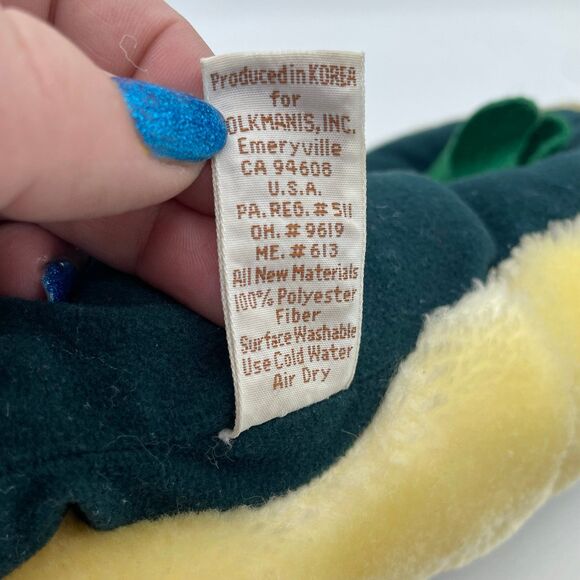 Produced in KOREA
for
OLKMANIS, INC.
Emeryville
CA 94608
U.S.A.
PA. REG. # 511
OH. # 9619
ME. # 613
All New Materials
100% Polyester
Fiber
Surface Washable
Use Cold Water
Air Dry